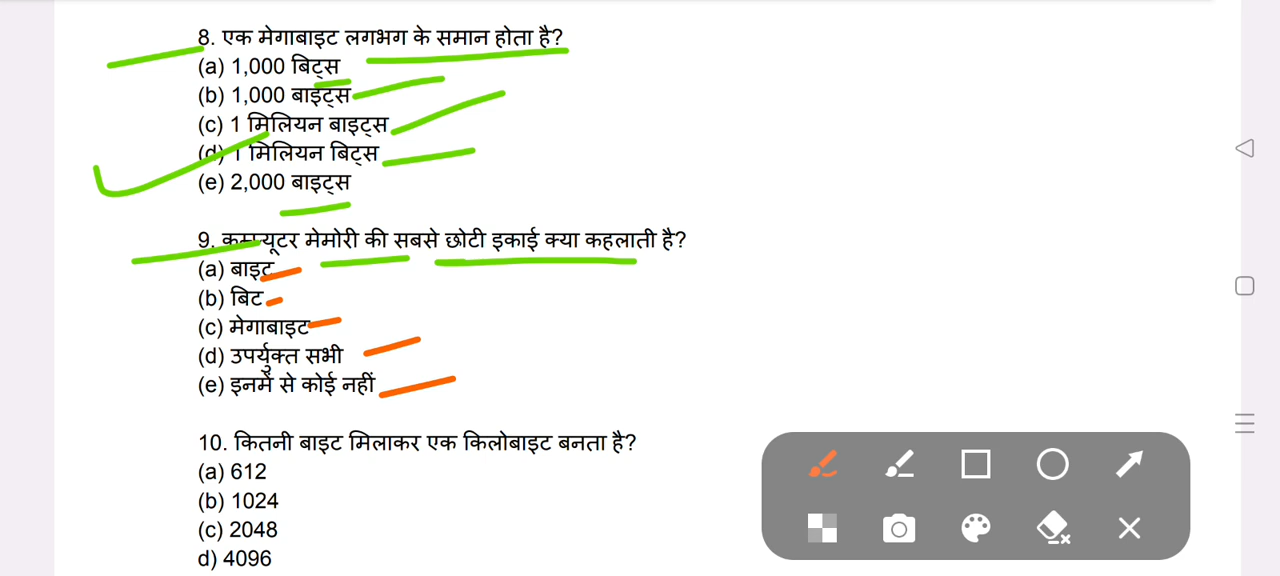 8. एक मेगाबाइट लगभग के समान होता है?
(a) 1,000 बिट्स
(b) 1,000 बाइट्स
(c) 1 मिलियन बाइट्स
(d) 1 मिलियन बिट्स
(e) 2,000 बाइट्स
9. कम्प्यूटर मेमोरी की सबसे छोटी इकाई क्या कहलाती है?
(a) बाइट
(b) बिट
(c) मेगाबाइट
(d) उपर्युक्त सभी
(e) इनमें से कोई नहीं
10. कितनी बाइट मिलाकर एक किलोबाइट बनता है?
(a) 612
(b) 1024
(c) 2048
d) 4096